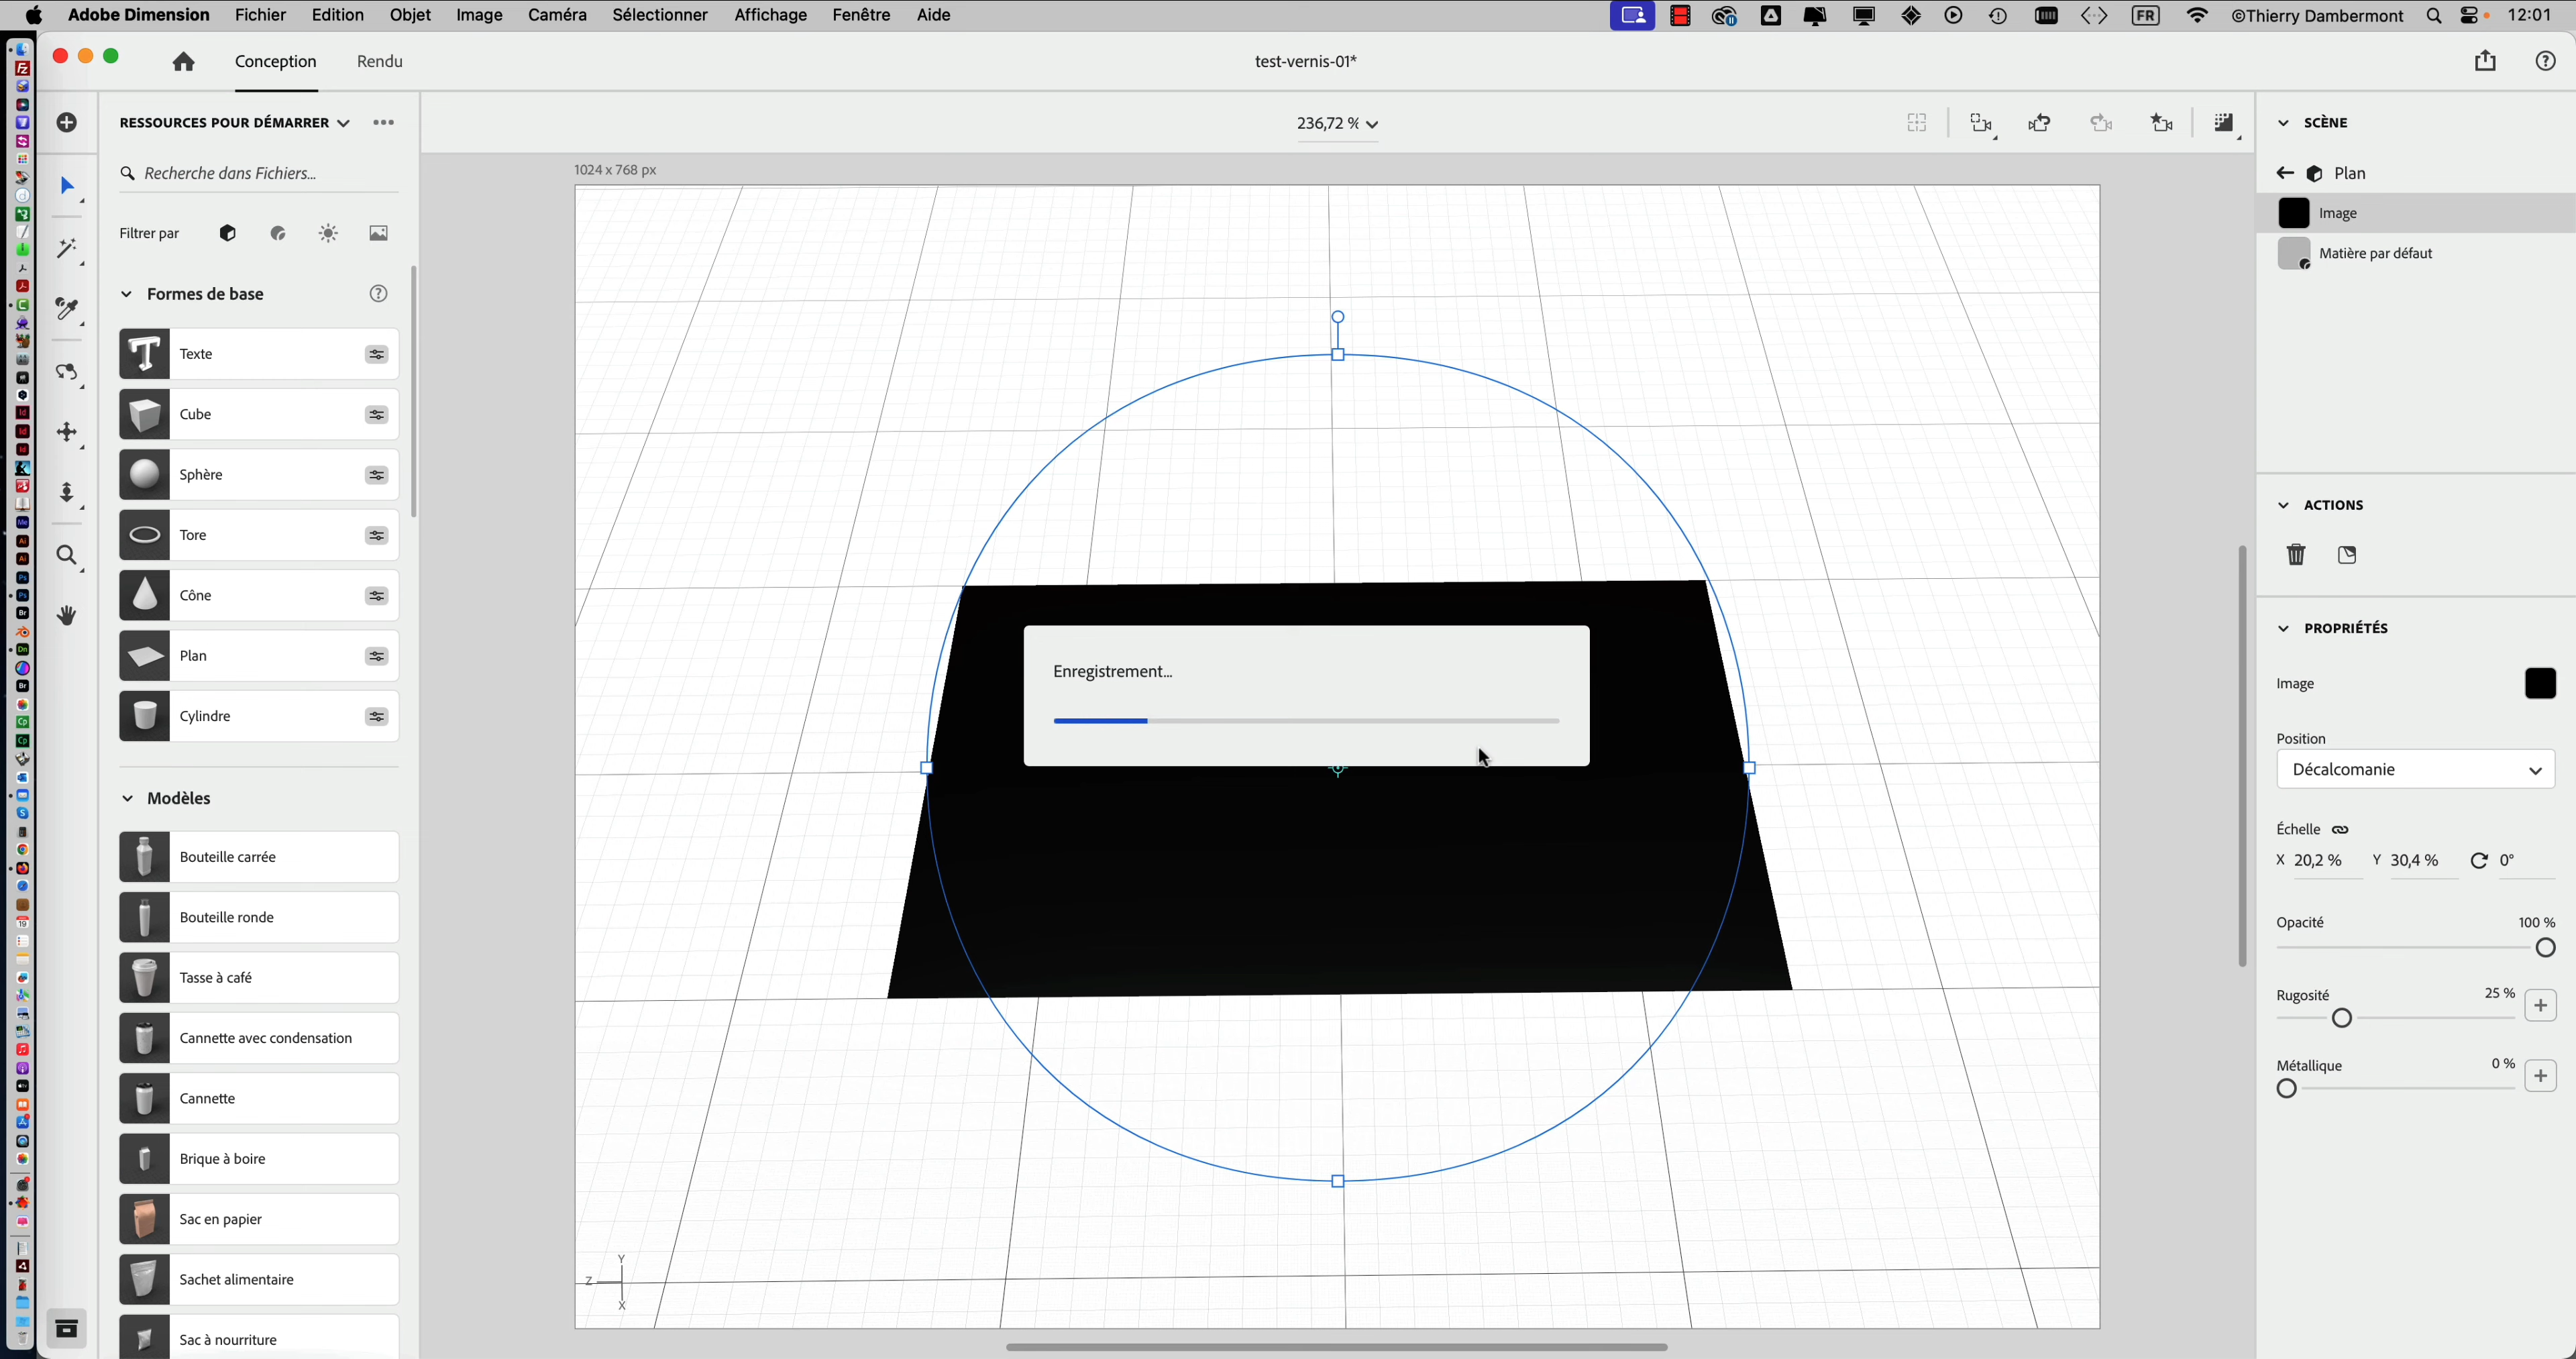 Adobe Dimension Fichier Edition Objet Image Caméra Sélectionner Affichage Fenêtre Aide
FR ©Thierry Dambermont 12:01
Conception Rendu
test-vernis-01*
RESSOURCES POUR DÉMARRER
Recherche dans Fichiers...
Filtrer par
Formes de base
Texte
Cube
Sphère
Tore
Cône
Plan
Cylindre
Modèles
Bouteille carrée
Bouteille ronde
Tasse à café
Cannette avec condensation
Cannette
Brique à boire
Sac en papier
Sachet alimentaire
Sac à nourriture
236,72 %
1024 x 768 px
Enregistrement...
Y
Z
X
SCÈNE
Plan
Image
Matière par défaut
ACTIONS
PROPRIÉTÉS
Image
Position
Décalcomanie
Échelle
X 20,2 % Y 30,4 % 0°
Opacité 100 %
Rugosité 25 %
Métallique 0 %